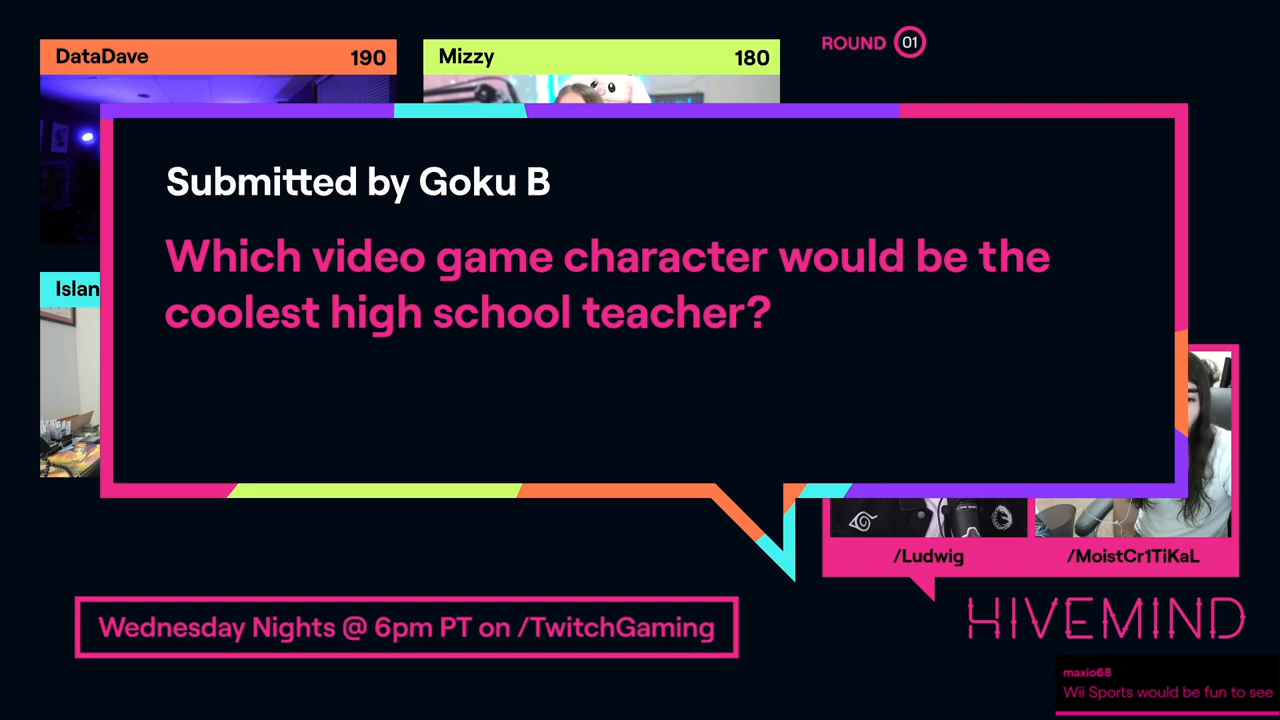 DataDave 190
Mizzy 180
ROUND 01
Submitted by Goku B
Which video game character would be the
coolest high school teacher?
Islan
/Ludwig
/MoistCr1TiKaL
Wednesday Nights @ 6pm PT on /TwitchGaming
HIVEMIND
maxio68
Wii Sports would be fun to see